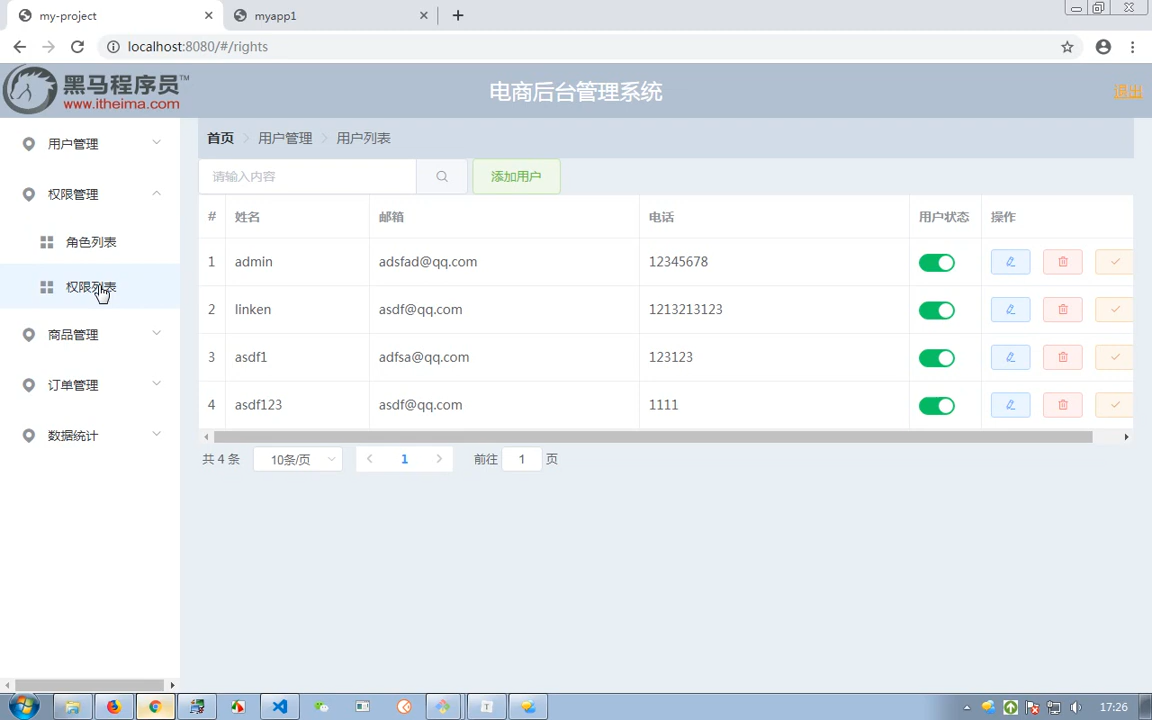 my-project
myapp1
localhost:8080/#/rights
黑马程序员™
www.itheima.com
电商后台管理系统
退出
用户管理
权限管理
角色列表
权限列表
商品管理
订单管理
数据统计
首页 用户管理 用户列表
请输入内容
添加用户
# 姓名 邮箱 电话 用户状态 操作
1 admin adsfad@qq.com 12345678
2 linken asdf@qq.com 1213213123
3 asdf1 adfsa@qq.com 123123
4 asdf123 asdf@qq.com 1111
共 4 条 10条/页 1 前往 1 页
17:26